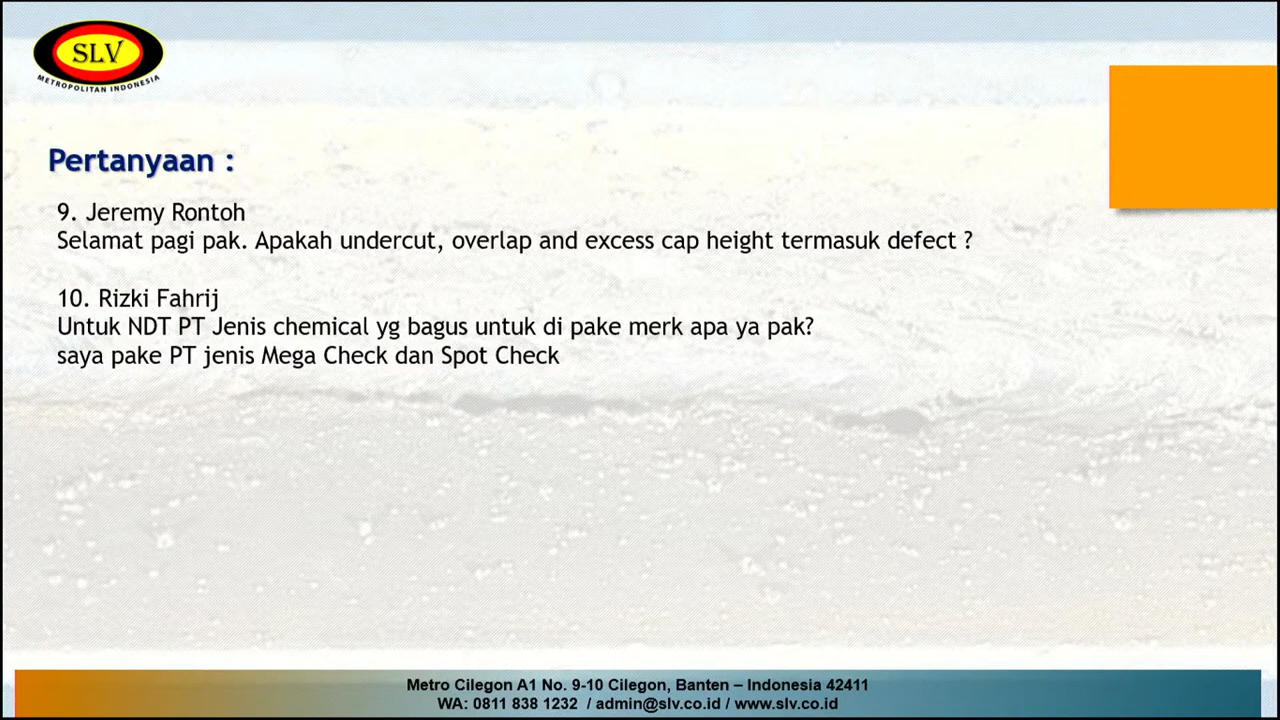 SLV
METROPOLITAN INDONESIA
Pertanyaan :
9. Jeremy Rontoh
Selamat pagi pak. Apakah undercut, overlap and excess cap height termasuk defect ?
10. Rizki Fahrij
Untuk NDT PT Jenis chemical yg bagus untuk di pake merk apa ya pak?
saya pake PT jenis Mega Check dan Spot Check
Metro Cilegon A1 No. 9-10 Cilegon, Banten – Indonesia 42411
WA: 0811 838 1232 / admin@slv.co.id / www.slv.co.id